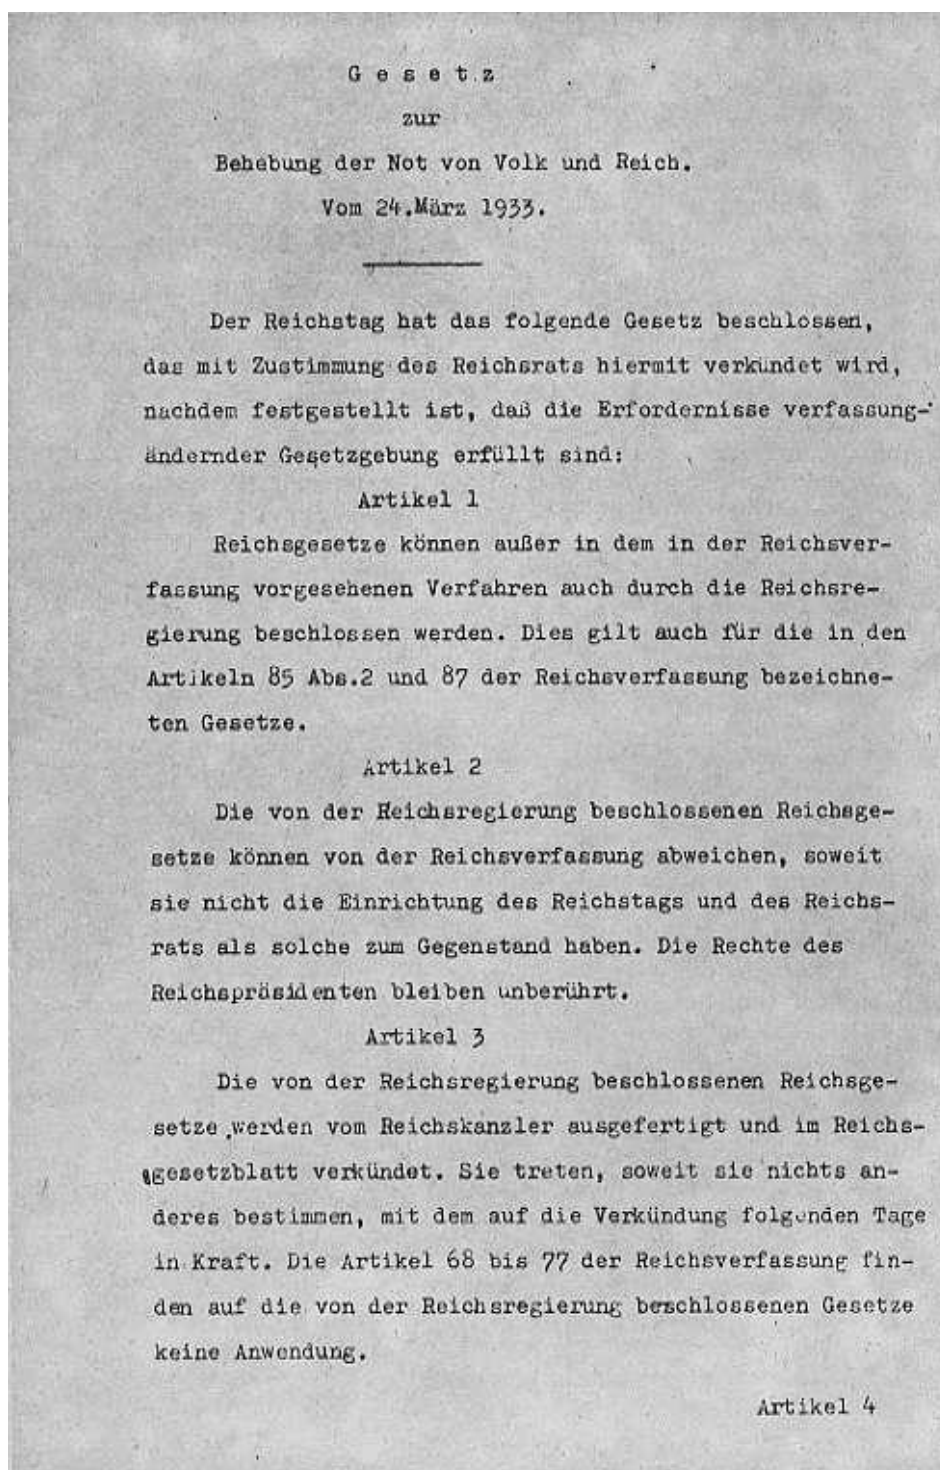 G e s e t z
zur
Behebung der Not von Volk und Reich.
Vom 24.März 1933.
Der Reichstag hat das folgende Gesetz beschlossen,
das mit Zustimmung des Reichsrats hiermit verkündet wird,
nachdem festgestellt ist, daß die Erfordernisse verfassung-
ändernder Gesetzgebung erfüllt sind:
Artikel 1
Reichsgesetze können außer in dem in der Reichsver-
fassung vorgesehenen Verfahren auch durch die Reichsre-
gierung beschlossen werden. Dies gilt auch für die in den
Artikeln 85 Abs.2 und 87 der Reichsverfassung bezeichne-
ten Gesetze.
Artikel 2
Die von der Reichsregierung beschlossenen Reichsge-
setze können von der Reichsverfassung abweichen, soweit
sie nicht die Einrichtung des Reichstags und des Reichs-
rats als solche zum Gegenstand haben. Die Rechte des
Reichspräsidenten bleiben unberührt.
Artikel 3
Die von der Reichsregierung beschlossenen Reichsge-
setze werden vom Reichskanzler ausgefertigt und im Reichs-
gesetzblatt verkündet. Sie treten, soweit sie nichts an-
deres bestimmen, mit dem auf die Verkündung folgenden Tage
in Kraft. Die Artikel 68 bis 77 der Reichsverfassung fin-
den auf die von der Reichsregierung beschlossenen Gesetze
keine Anwendung.
Artikel 4